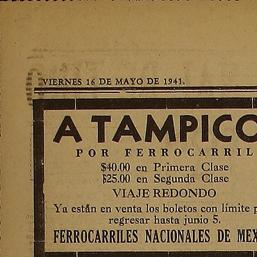 VIERNES 16 DE MAYO DE 1941.
A TAMPICO
POR FERROCARRIL
$40.00 en Primera Clase
$25.00 en Segunda Clase
VIAJE REDONDO
Ya están en venta los boletos con límite p
regresar hasta junio 5.
FERROCARRILES NACIONALES DE MEX